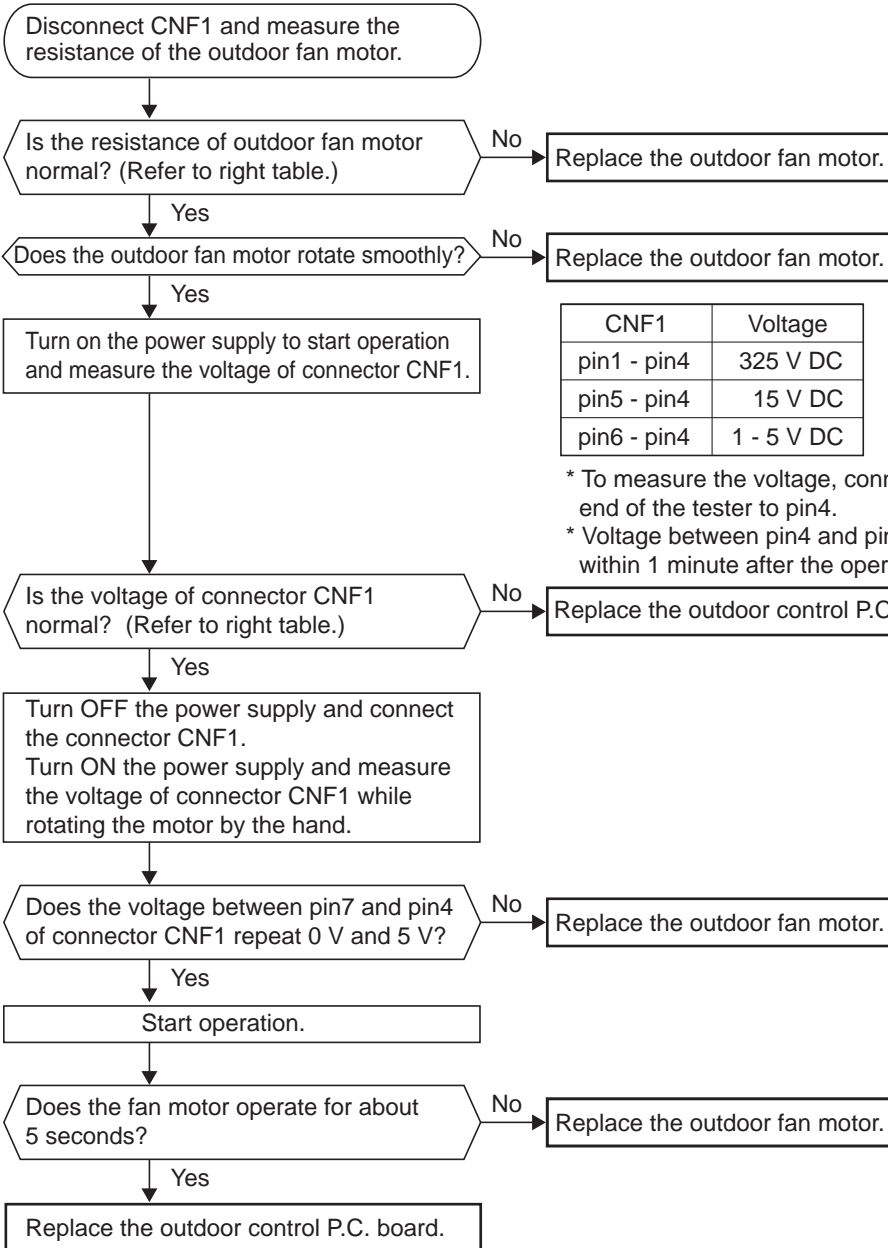 Disconnect CNF1 and measure the
resistance of the outdoor fan motor.
Is the resistance of outdoor fan motor
normal? (Refer to right table.)
No
Replace the outdoor fan motor.
Yes
Does the outdoor fan motor rotate smoothly?
No
Replace the outdoor fan motor.
Yes
Turn on the power supply to start operation
and measure the voltage of connector CNF1.
CNF1 Voltage
pin1 - pin4 325 V DC
pin5 - pin4 15 V DC
pin6 - pin4 1 - 5 V DC
* To measure the voltage,
end of the tester to pin4.
* Voltage between pin4 and
within 1 minute after the
Is the voltage of connector CNF1
normal? (Refer to right table.)
No
Replace the outdoor control
Yes
Turn OFF the power supply and connect
the connector CNF1.
Turn ON the power supply and measure
the voltage of connector CNF1 while
rotating the motor by the hand.
Does the voltage between pin7 and pin4
of connector CNF1 repeat 0 V and 5 V?
No
Replace the outdoor fan motor.
Yes
Start operation.
Does the fan motor operate for about
5 seconds?
No
Replace the outdoor fan motor.
Yes
Replace the outdoor control P.C. board.